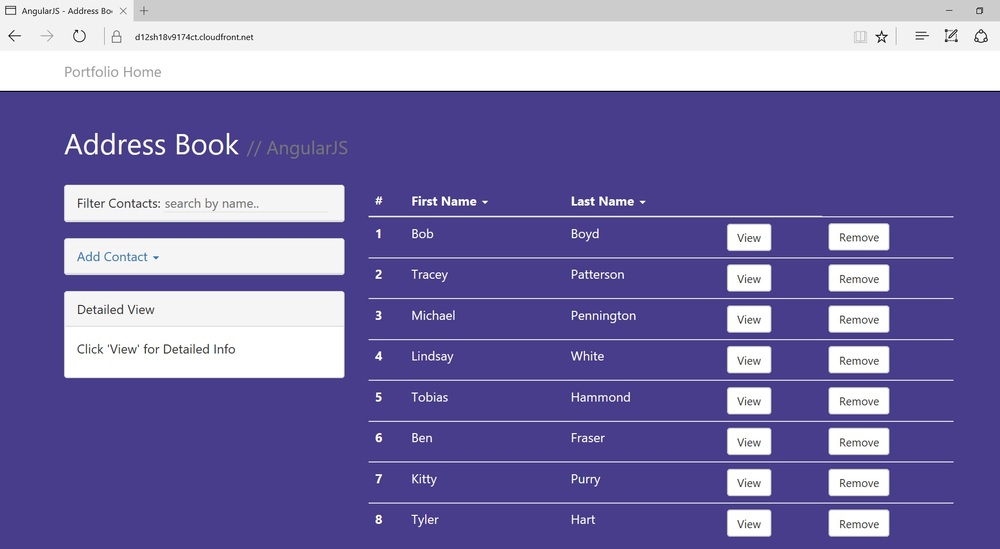 AngularJS - Address Bo
d12sh18v9174ct.cloudfront.net
Portfolio Home
Address Book // AngularJS
Filter Contacts: search by name..
Add Contact
Detailed View
Click 'View' for Detailed Info
# First Name Last Name
1 Bob Boyd View Remove
2 Tracey Patterson View Remove
3 Michael Pennington View Remove
4 Lindsay White View Remove
5 Tobias Hammond View Remove
6 Ben Fraser View Remove
7 Kitty Purry View Remove
8 Tyler Hart View Remove